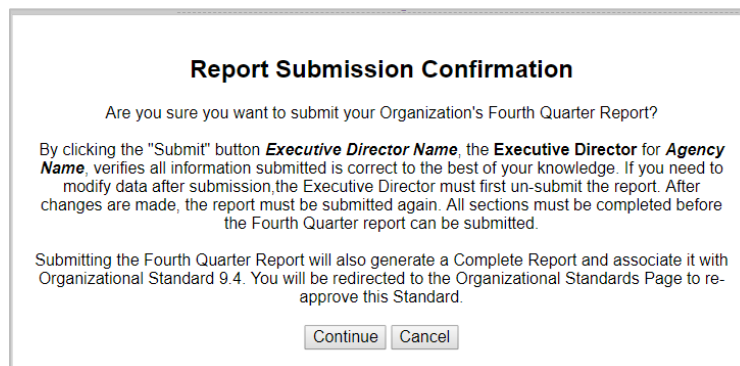 Report Submission Confirmation
Are you sure you want to submit your Organization's Fourth Quarter Report?
By clicking the "Submit" button Executive Director Name, the Executive Director for Agency
Name, verifies all information submitted is correct to the best of your knowledge. If you need to
modify data after submission,the Executive Director must first un-submit the report. After
changes are made, the report must be submitted again. All sections must be completed before
the Fourth Quarter report can be submitted.
Submitting the Fourth Quarter Report will also generate a Complete Report and associate it with
Organizational Standard 9.4. You will be redirected to the Organizational Standards Page to re-
approve this Standard.
Continue Cancel